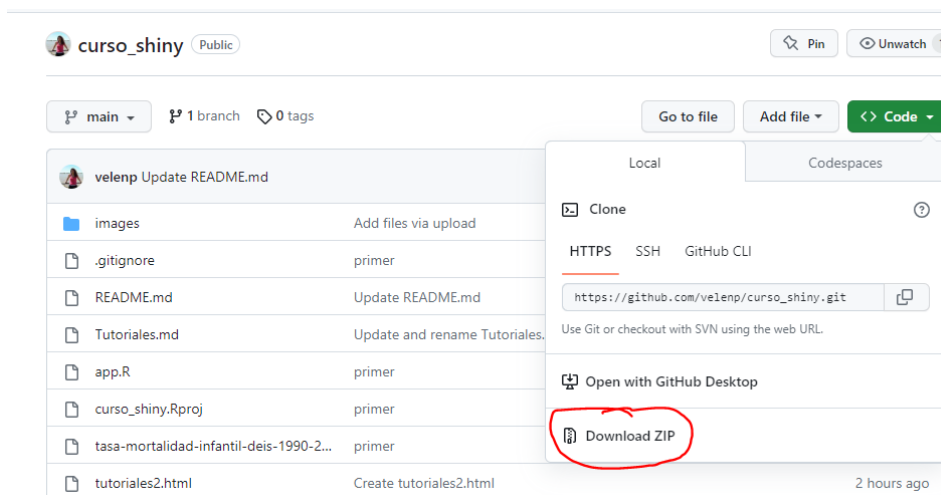 curso_shiny Public Pin Unwatch
main 1 branch 0 tags Go to file Add file Code
Local Codespaces
velenp Update README.md
Clone
images Add files via upload
HTTPS SSH GitHub CLI
.gitignore primer
README.md Update README.md
https://github.com/velenp/curso_shiny.git
Use Git or checkout with SVN using the web URL.
Tutoriales.md Update and rename Tutoriales.
app.R primer
Open with GitHub Desktop
curso_shiny.Rproj primer
Download ZIP
tasa-mortalidad-infantil-deis-1990-2... primer
tutoriales2.html Create tutoriales2.html 2 hours ago